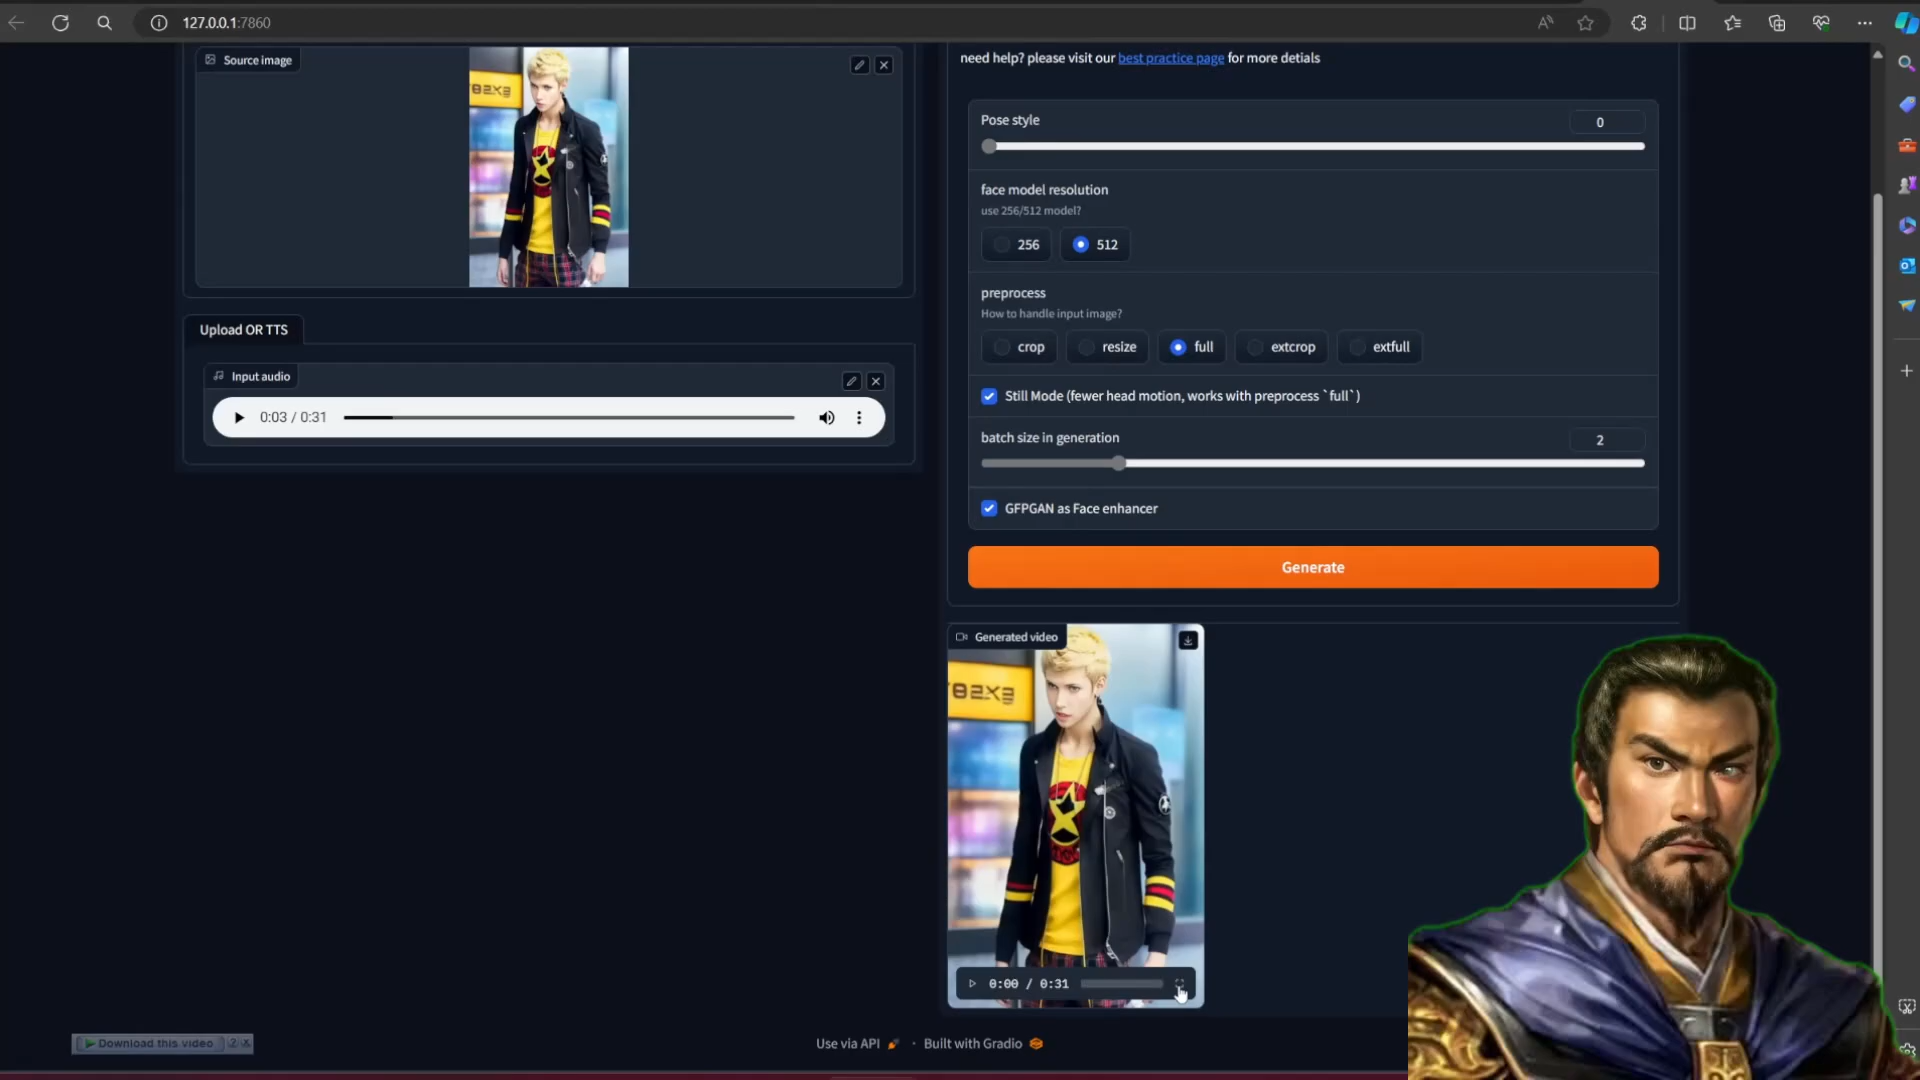 127.0.0.1:7860
Source image
need help? please visit our best practice page for more detials
Pose style
0
face model resolution
use 256/512 model?
256
512
preprocess
How to handle input image?
crop
resize
full
extcrop
extfull
Upload OR TTS
Input audio
0:03 / 0:31
Still Mode (fewer head motion, works with preprocess `full`)
batch size in generation
2
GFPGAN as Face enhancer
Generate
Generated video
0:00 / 0:31
Download this video
Use via API
·
Built with Gradio